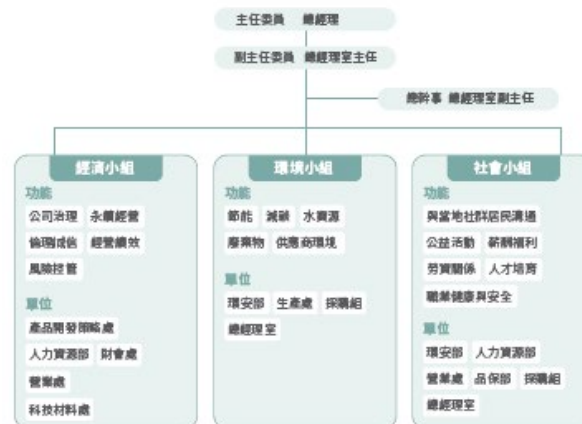 主任委員 總經理
副主任委員 總經理室主任
總幹事 總經理室副主任
經濟小組
功能
公司治理 永續經營
倫理誠信 經營績效
風險控管
單位
產品開發策略處
人力資源部 財會處
營業處
科技材料處
環境小組
功能
節能 減碳 水資源
廢棄物 供應商環境
單位
環安部 生產處 採購組
總經理室
社會小組
功能
與當地社群居民溝通
公益活動 薪酬福利
勞資關係 人才培育
職業健康與安全
單位
環安部 人力資源部
營業處 品保部 採購組
總經理室